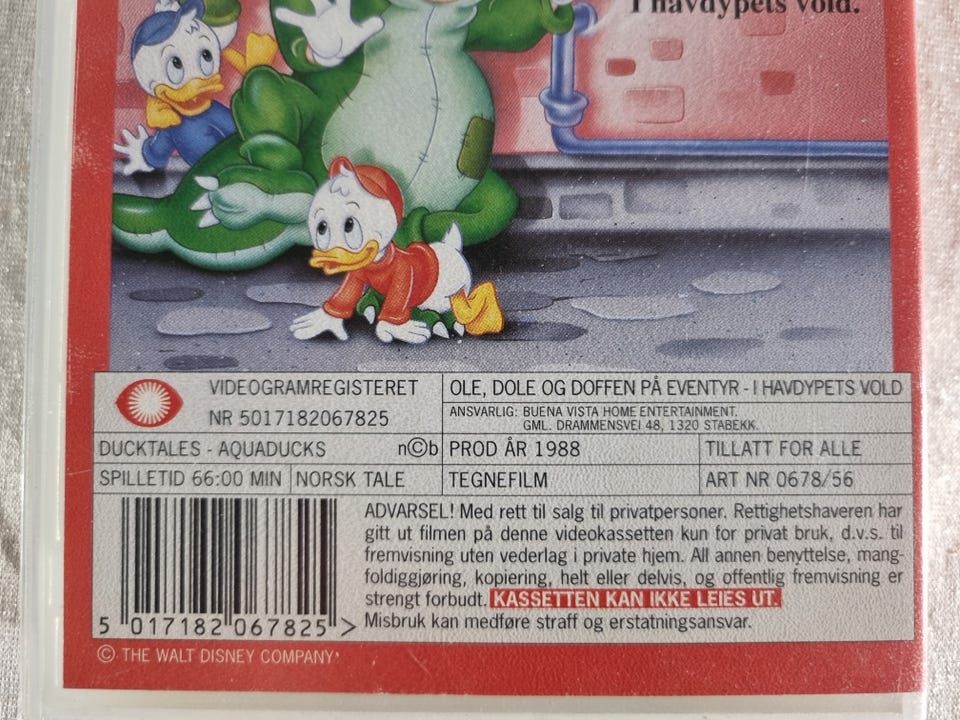 I havdypets vold.
VIDEOGRAMREGISTERET
NR 5017182067825
OLE, DOLE OG DOFFEN PÅ EVENTYR - I HAVDYPETS VOLD
ANSVARLIG: BUENA VISTA HOME ENTERTAINMENT.
GML. DRAMMENSVEI 48, 1320 STABEKK.
DUCKTALES - AQUADUCKS n©b PROD ÅR 1988 TILLATT FOR ALLE
SPILLETID 66:00 MIN NORSK TALE TEGNEFILM ART NR 0678/56
ADVARSEL! Med rett til salg til privatpersoner. Rettighetshaveren har
gitt ut filmen på denne videokassetten kun for privat bruk, d.v.s. til
fremvisning uten vederlag i private hjem. All annen benyttelse, mang-
foldiggjøring, kopiering, helt eller delvis, og offentlig fremvisning er
strengt forbudt. KASSETTEN KAN IKKE LEIES UT.
Misbruk kan medføre straff og erstatningsansvar.
5 017182 067825 >
© THE WALT DISNEY COMPANY